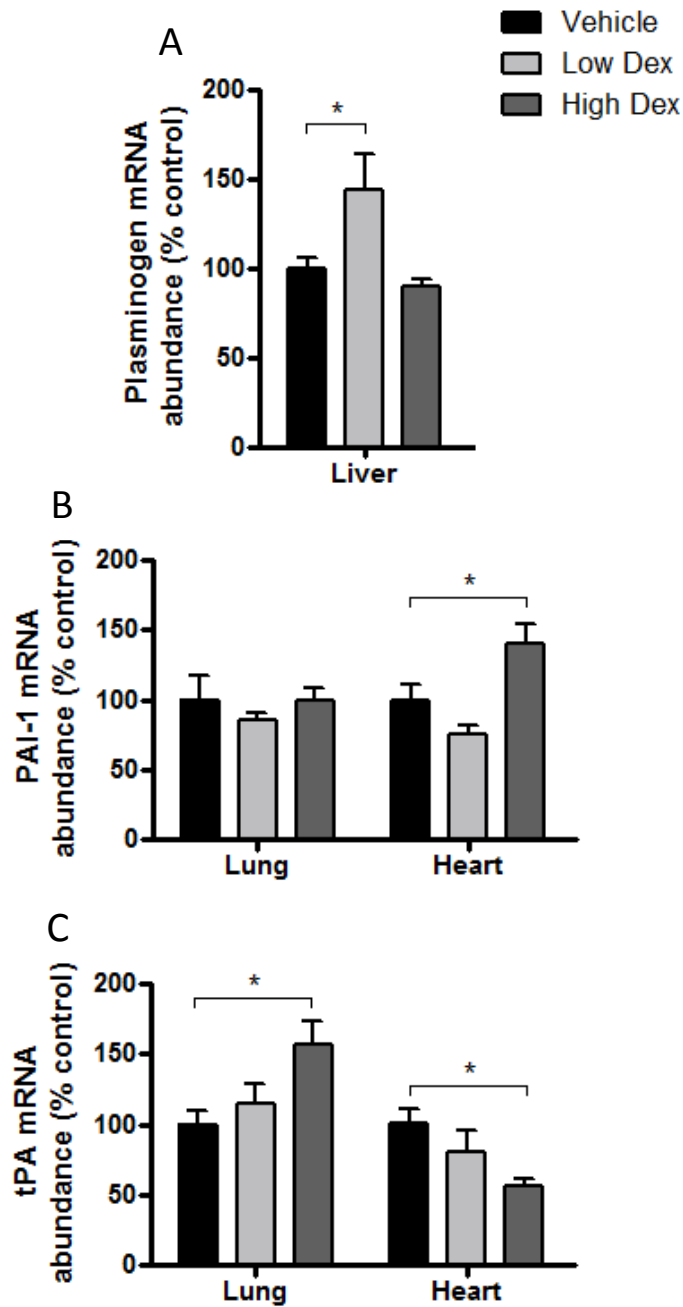 A
Vehicle
Low Dex
High Dex
Plasminogen mRNA
abundance (% control)
200
150
100
50
0
*
Liver
B
PAI-1 mRNA
abundance (% control)
200
150
100
50
0
*
Lung
Heart
C
tPA mRNA
abundance (% control)
200
150
100
50
0
*
*
Lung
Heart